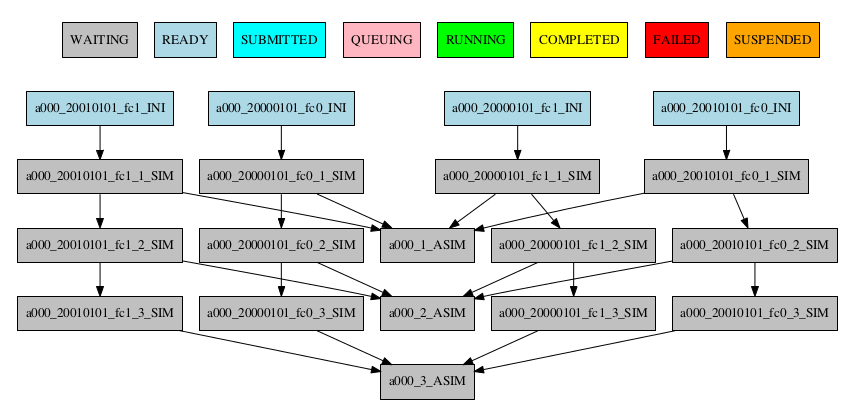 WAITING READY SUBMITTED QUEUING RUNNING COMPLETED FAILED SUSPENDED
a000_20010101_fc1_INI a000_20000101_fc0_INI a000_20000101_fc1_INI a000_20010101_fc0_INI
a000_20010101_fc1_1_SIM a000_20000101_fc0_1_SIM a000_20000101_fc1_1_SIM a000_20010101_fc0_1_SIM
a000_20010101_fc1_2_SIM a000_20000101_fc0_2_SIM a000_1_ASIM a000_20000101_fc1_2_SIM a000_20010101_fc0_2_SIM
a000_20010101_fc1_3_SIM a000_20000101_fc0_3_SIM a000_2_ASIM a000_20000101_fc1_3_SIM a000_20010101_fc0_3_SIM
a000_3_ASIM